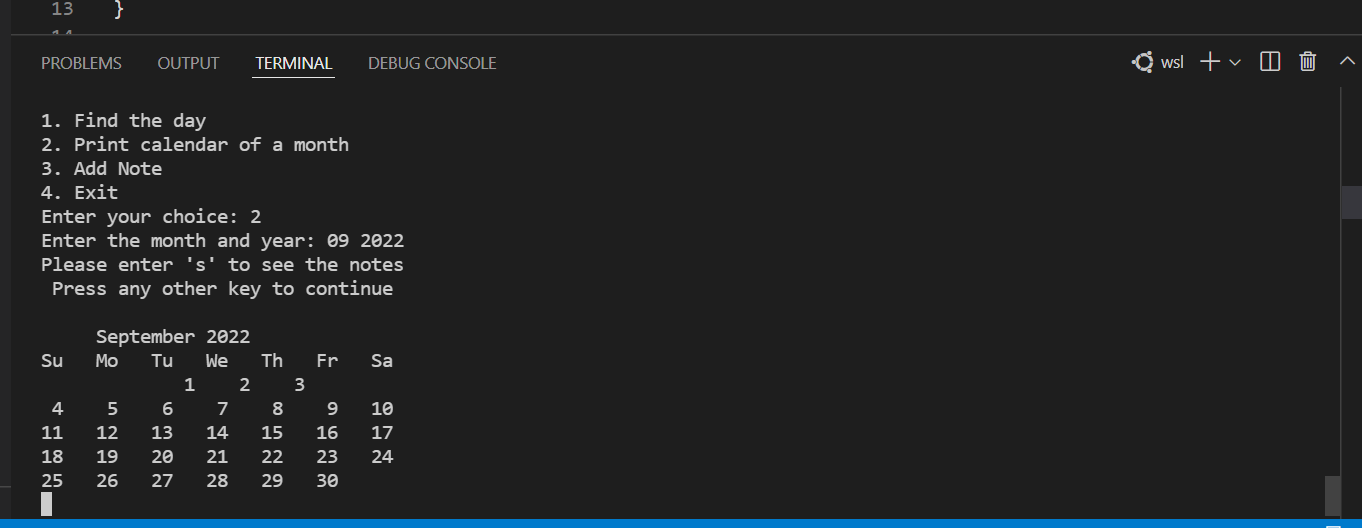 13 }
PROBLEMS OUTPUT TERMINAL DEBUG CONSOLE wsl
1. Find the day
2. Print calendar of a month
3. Add Note
4. Exit
Enter your choice: 2
Enter the month and year: 09 2022
Please enter 's' to see the notes
Press any other key to continue
September 2022
Su Mo Tu We Th Fr Sa
1 2 3
4 5 6 7 8 9 10
11 12 13 14 15 16 17
18 19 20 21 22 23 24
25 26 27 28 29 30